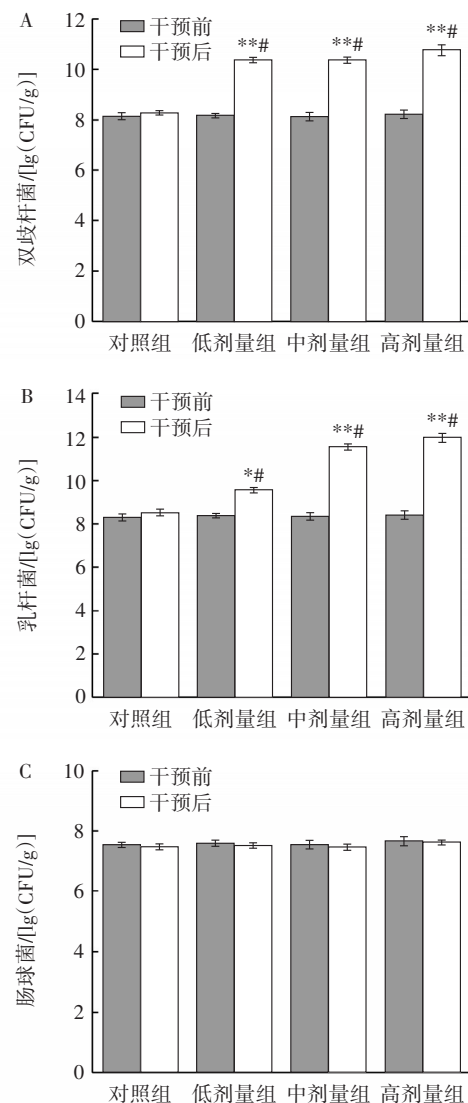 A
干预前
干预后
双歧杆菌/[lg(CFU/g)]
12
10
8
6
4
2
0
**#
**#
**#
对照组 低剂量组 中剂量组 高剂量组
B
干预前
干预后
乳杆菌/[lg(CFU/g)]
14
12
10
8
6
4
2
0
*#
**#
**#
对照组 低剂量组 中剂量组 高剂量组
C
干预前
干预后
肠球菌/[lg(CFU/g)]
10
8
6
4
2
0
对照组 低剂量组 中剂量组 高剂量组